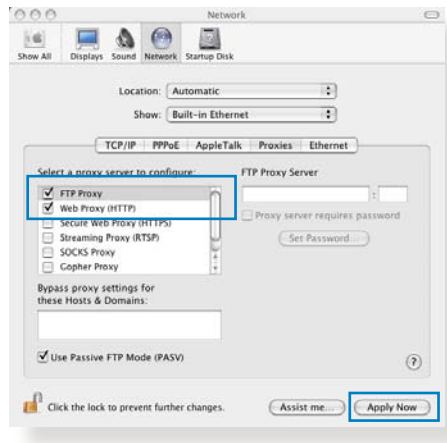 Network
Show All Displays Sound Network Startup Disk
Location: Automatic
Show: Built-in Ethernet
TCP/IP PPPoE AppleTalk Proxies Ethernet
Select a proxy server to configure:
FTP Proxy Server
FTP Proxy
:
Web Proxy (HTTP)
Proxy server requires password
Secure Web Proxy (HTTPS)
Streaming Proxy (RTSP)
Set Password...
SOCKS Proxy
Gopher Proxy
Bypass proxy settings for
these Hosts & Domains:
Use Passive FTP Mode (PASV)
?
Click the lock to prevent further changes.
Assist me...
Apply Now